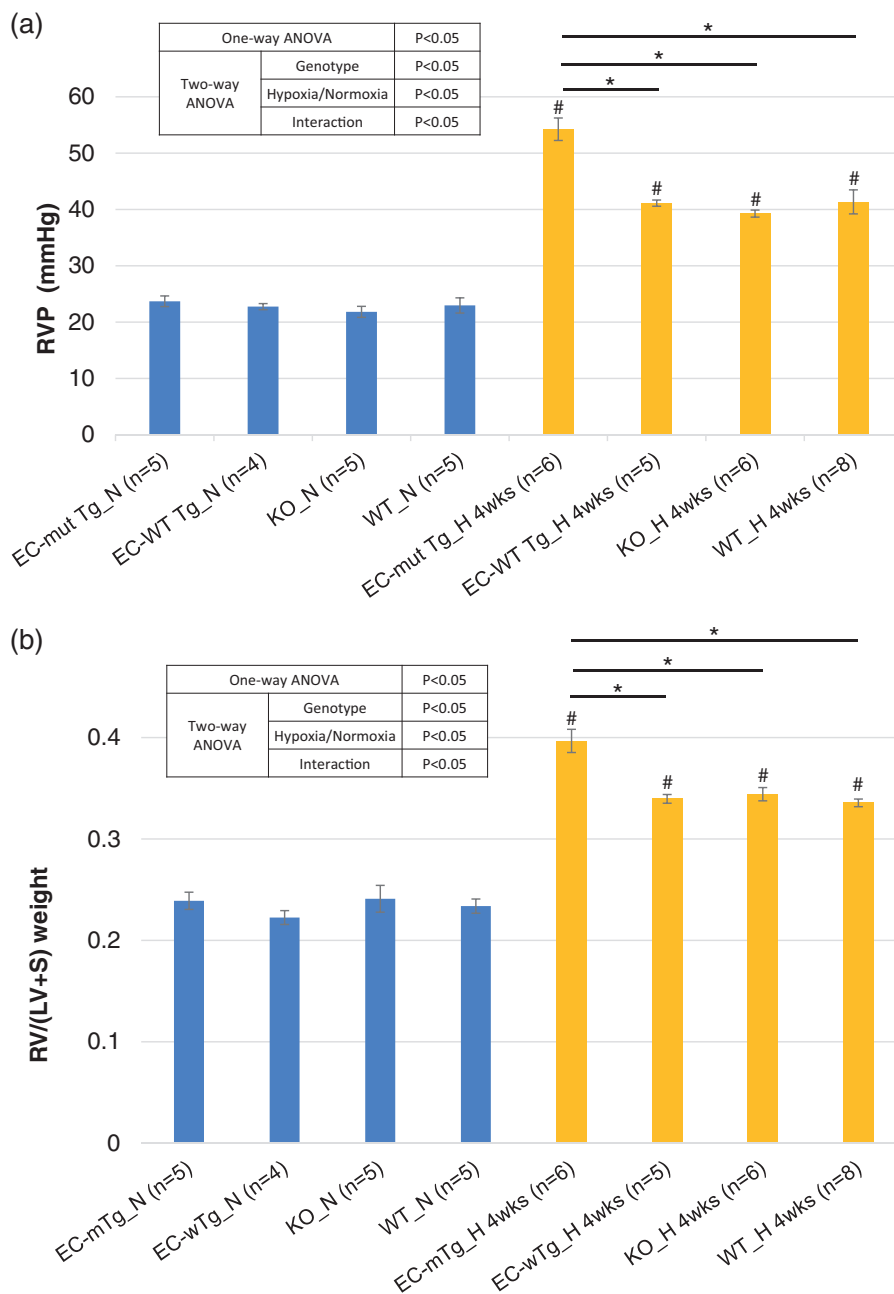 (a)
One-way ANOVA P<0.05
Two-way ANOVA
Genotype P<0.05
Hypoxia/Normoxia P<0.05
Interaction P<0.05
*
*
*
#
#
#
#
RVP (mmHg)
60
50
40
30
20
10
0
EC-mut Tg_N (n=5)
EC-WT Tg_N (n=4)
KO_N (n=5)
WT_N (n=5)
EC-mut Tg_H 4wks (n=6)
EC-WT Tg_H 4wks (n=5)
KO_H 4wks (n=6)
WT_H 4wks (n=8)
(b)
One-way ANOVA P<0.05
Two-way ANOVA
Genotype P<0.05
Hypoxia/Normoxia P<0.05
Interaction P<0.05
*
*
*
#
#
#
#
RV/(LV+S) weight
0.4
0.3
0.2
0.1
0
EC-mTg_N (n=5)
EC-wTg_N (n=4)
KO_N (n=5)
WT_N (n=5)
EC-mTg_H 4wks (n=6)
EC-wTg_H 4wks (n=5)
KO_H 4wks (n=6)
WT_H 4wks (n=8)